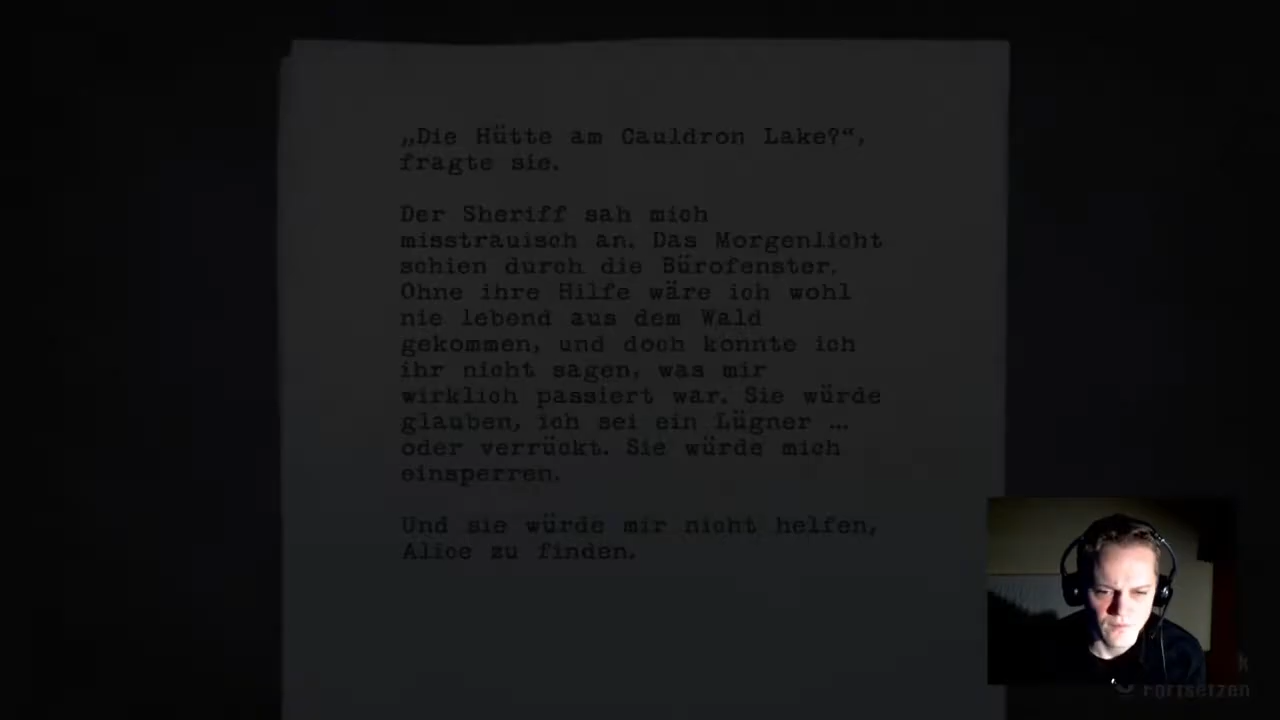 „Die Hütte am Cauldron Lake?“,
fragte sie.
Der Sheriff sah mich
misstrauisch an. Das Morgenlicht
schien durch die Bürofenster.
Ohne ihre Hilfe wäre ich wohl
nie lebend aus dem Wald
gekommen, und doch konnte ich
ihr nicht sagen, was mir
wirklich passiert war. Sie würde
glauben, ich sei ein Lügner …
oder verrückt. Sie würde mich
einsperren.
Und sie würde mir nicht helfen,
Alice zu finden.
Fortsetzen